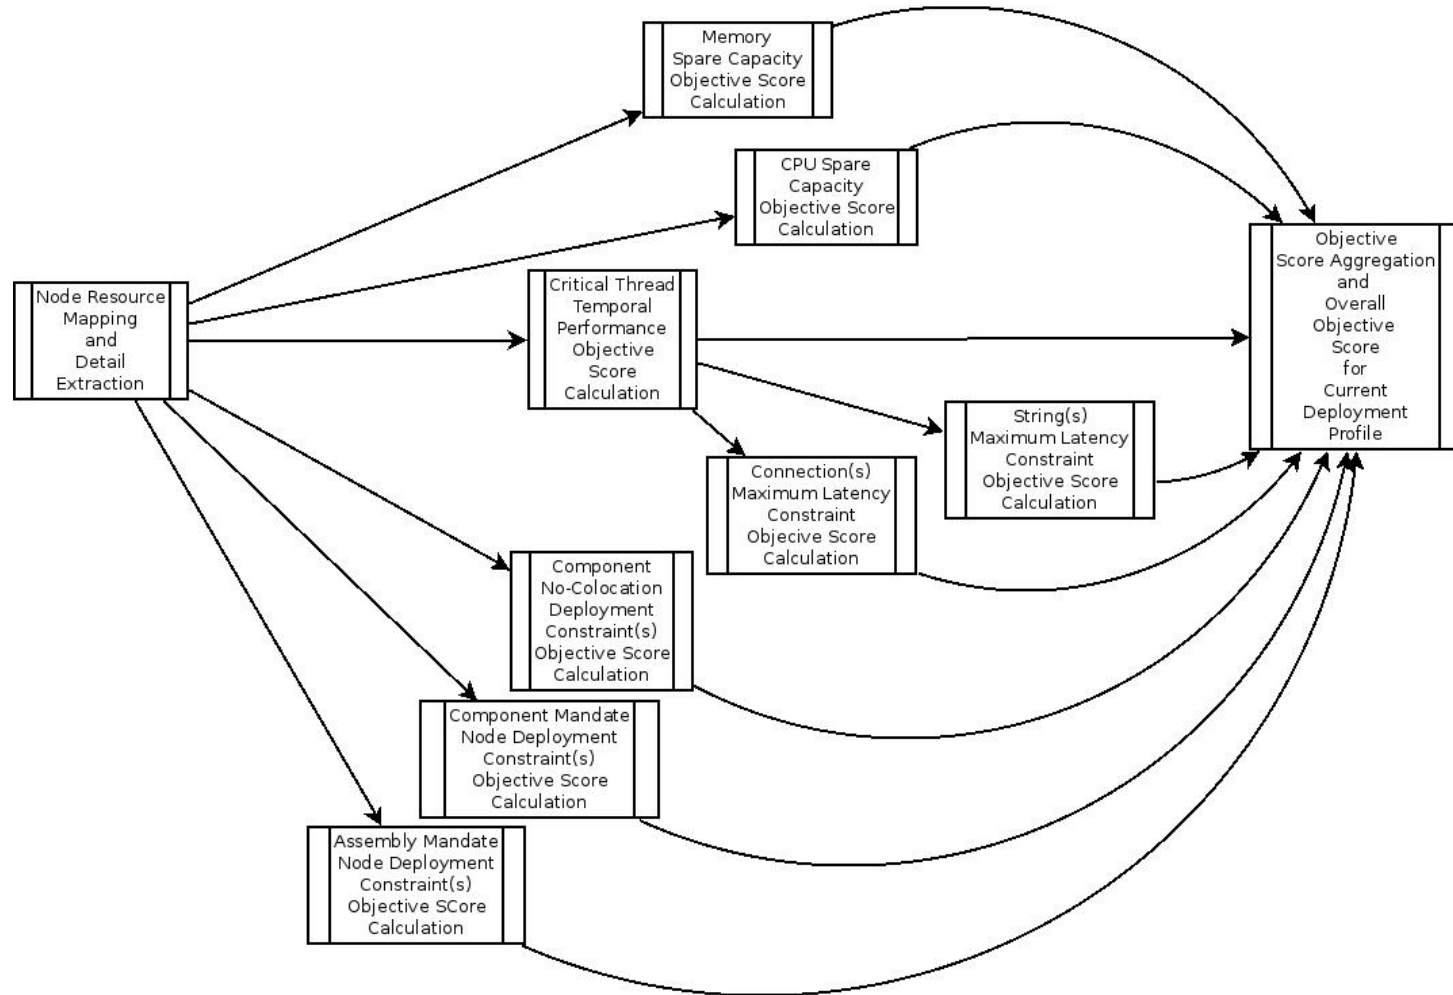 Memory
Spare Capacity
Objective Score
Calculation
CPU Spare
Capacity
Objective Score
Calculation
Node Resource
Mapping
and
Detail
Extraction
Critical Thread
Temporal
Performance
Objective
Score
Calculation
Objective
Score Aggregation
and
Overall
Objective
Score
for
Current
Deployment
Profile
String(s)
Maximum Latency
Constraint
Objective Score
Calculation
Connection(s)
Maximum Latency
Constraint
Objecive Score
Calculation
Component
No-Colocation
Deployment
Constraint(s)
Objective Score
Calculation
Component Mandate
Node Deployment
Constraint(s)
Objective Score
Calculation
Assembly Mandate
Node Deployment
Constraint(s)
Objective SCore
Calculation